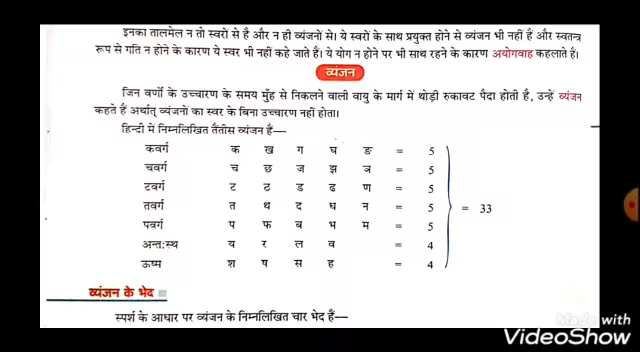 इनका तालमेल न तो स्वरों से है और न ही व्यंजनों से। ये स्वरों के साथ प्रयुक्त होने से व्यंजन भी नहीं हैं और स्वतन्त्र
रूप से गति न होने के कारण ये स्वर भी नहीं कहे जाते हैं। ये योग न होने पर भी साथ रहने के कारण अयोगवाह कहलाते हैं।
व्यंजन
जिन वर्णों के उच्चारण के समय मुँह से निकलने वाली वायु के मार्ग में थोड़ी रुकावट पैदा होती है, उन्हें व्यंजन
कहते हैं अर्थात् व्यंजनों का स्वर के बिना उच्चारण नहीं होता।
हिन्दी में निम्नलिखित तैंतीस व्यंजन हैं—
कवर्ग क ख ग घ ङ = 5
चवर्ग च छ ज झ ञ = 5
टवर्ग ट ठ ड ढ ण = 5
तवर्ग त थ द ध न = 5 = 33
पवर्ग प फ ब भ म = 5
अन्त:स्थ य र ल व = 4
ऊष्म श ष स ह = 4
व्यंजन के भेद
स्पर्श के आधार पर व्यंजन के निम्नलिखित चार भेद हैं—
Made with
VideoShow